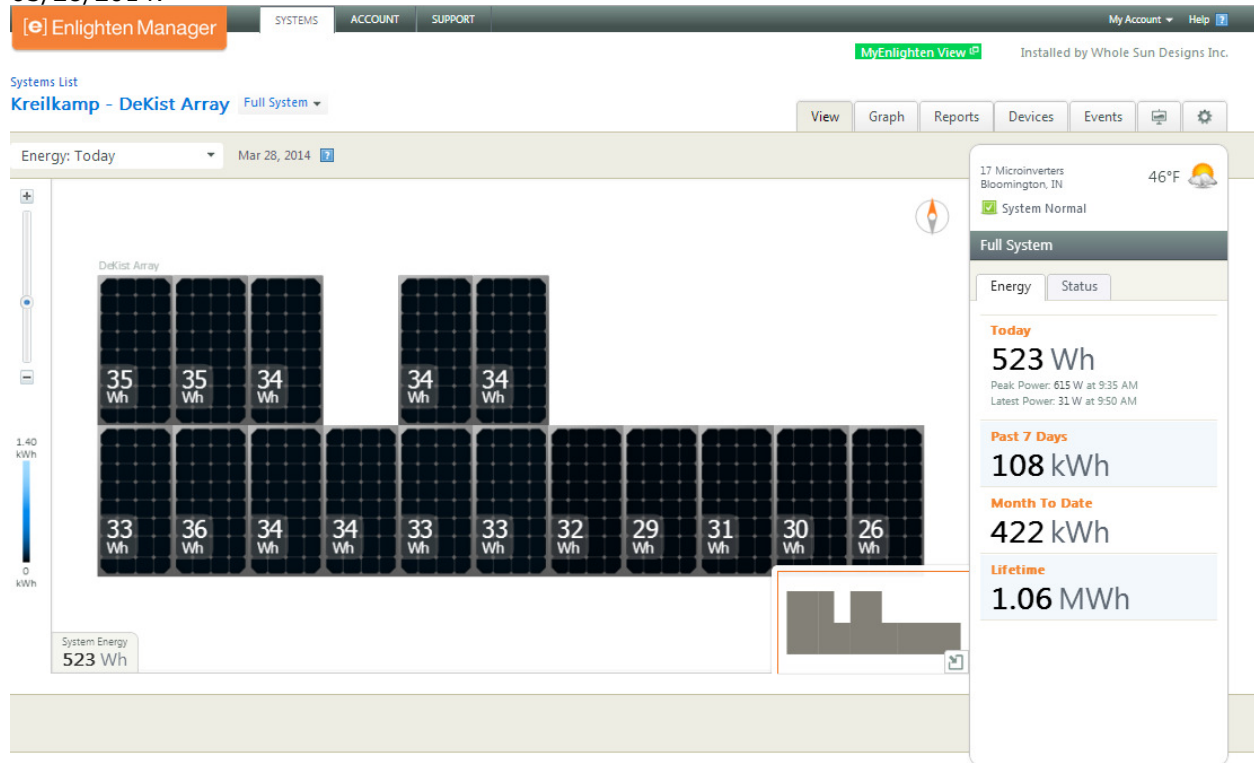 [e] Enlighten Manager
SYSTEMS ACCOUNT SUPPORT
My Account Help ?
MyEnlighten View
Installed by Whole Sun Designs Inc.
Systems List
Kreilkamp - DeKist Array Full System
View Graph Reports Devices Events
Energy: Today Mar 28, 2014 ?
17 Microinverters
Bloomington, IN
46°F
System Normal
Full System
Energy Status
Today
523 Wh
Peak Power: 615 W at 9:35 AM
Latest Power: 31 W at 9:50 AM
Past 7 Days
108 kWh
Month To Date
422 kWh
Lifetime
1.06 MWh
DeKist Array
35 Wh 35 Wh 34 Wh 34 Wh 34 Wh
33 Wh 36 Wh 34 Wh 34 Wh 33 Wh 33 Wh 32 Wh 29 Wh 31 Wh 30 Wh 26 Wh
1.40
kWh
0
kWh
System Energy
523 Wh